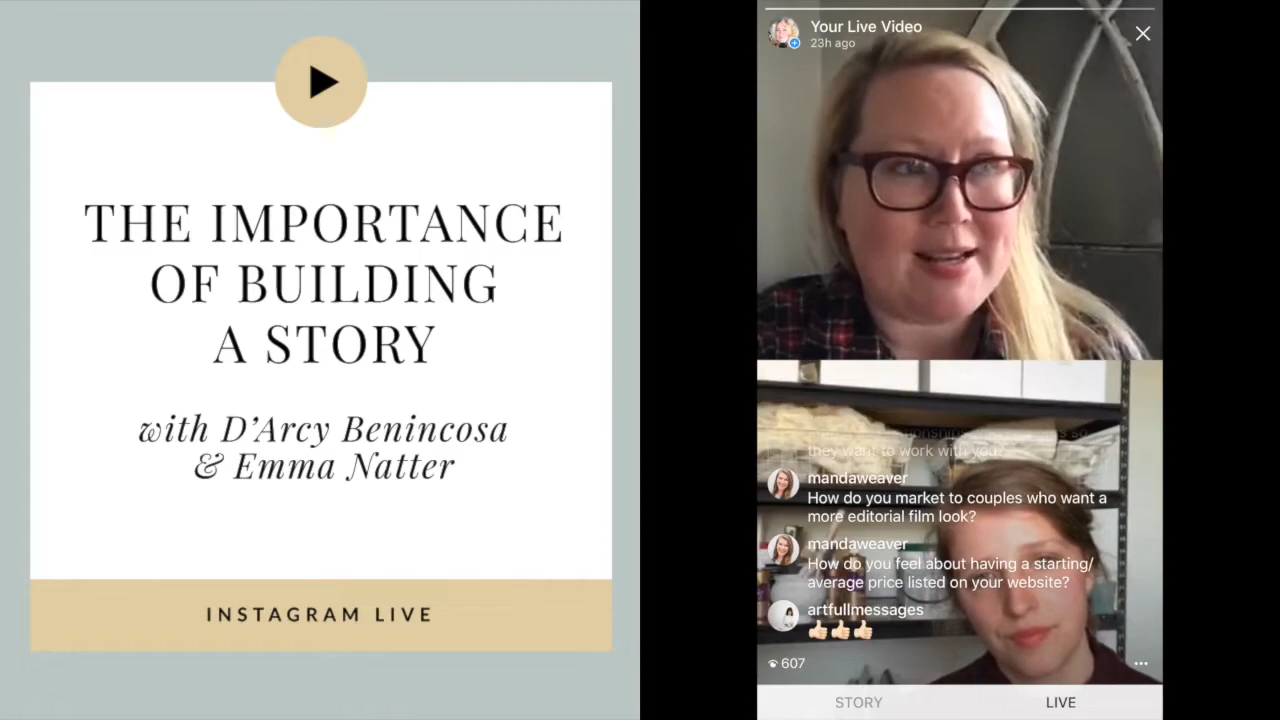 THE IMPORTANCE
OF BUILDING
A STORY
with D'Arcy Benincosa
& Emma Natter
INSTAGRAM LIVE
Your Live Video
23h ago
they want to work with you?
mandaweaver
How do you market to couples who want a
more editorial film look?
mandaweaver
How do you feel about having a starting/
average price listed on your website?
artfullmessages
👍🏻👍🏻👍🏻
607
STORY
LIVE